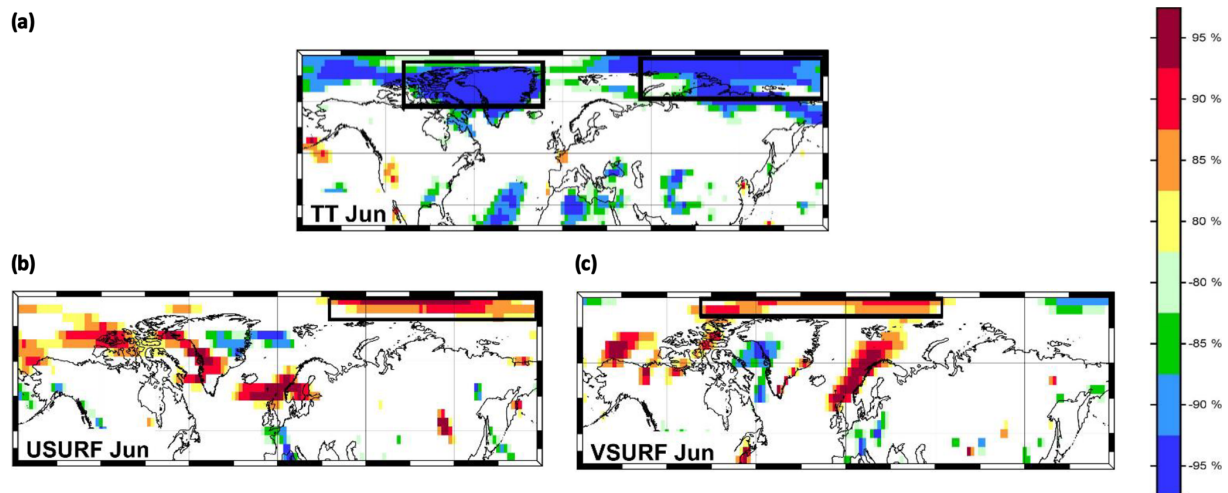 (a)
TT Jun
(b)
USURF Jun
(c)
VSURF Jun
95 %
90 %
85 %
80 %
-80 %
-85 %
-90 %
-95 %